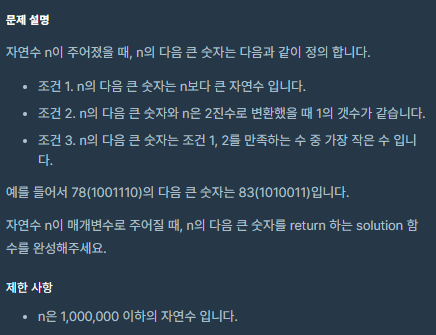 문제 설명
자연수 n이 주어졌을 때, n의 다음 큰 숫자는 다음과 같이 정의 합니다.
• 조건 1. n의 다음 큰 숫자는 n보다 큰 자연수 입니다.
• 조건 2. n의 다음 큰 숫자와 n은 2진수로 변환했을 때 1의 갯수가 같습니다.
• 조건 3. n의 다음 큰 숫자는 조건 1, 2를 만족하는 수 중 가장 작은 수 입니
다.
예를 들어서 78(1001110)의 다음 큰 숫자는 83(1010011)입니다.
자연수 n이 매개변수로 주어질 때, n의 다음 큰 숫자를 return 하는 solution 함
수를 완성해주세요.
제한 사항
• n은 1,000,000 이하의 자연수 입니다.